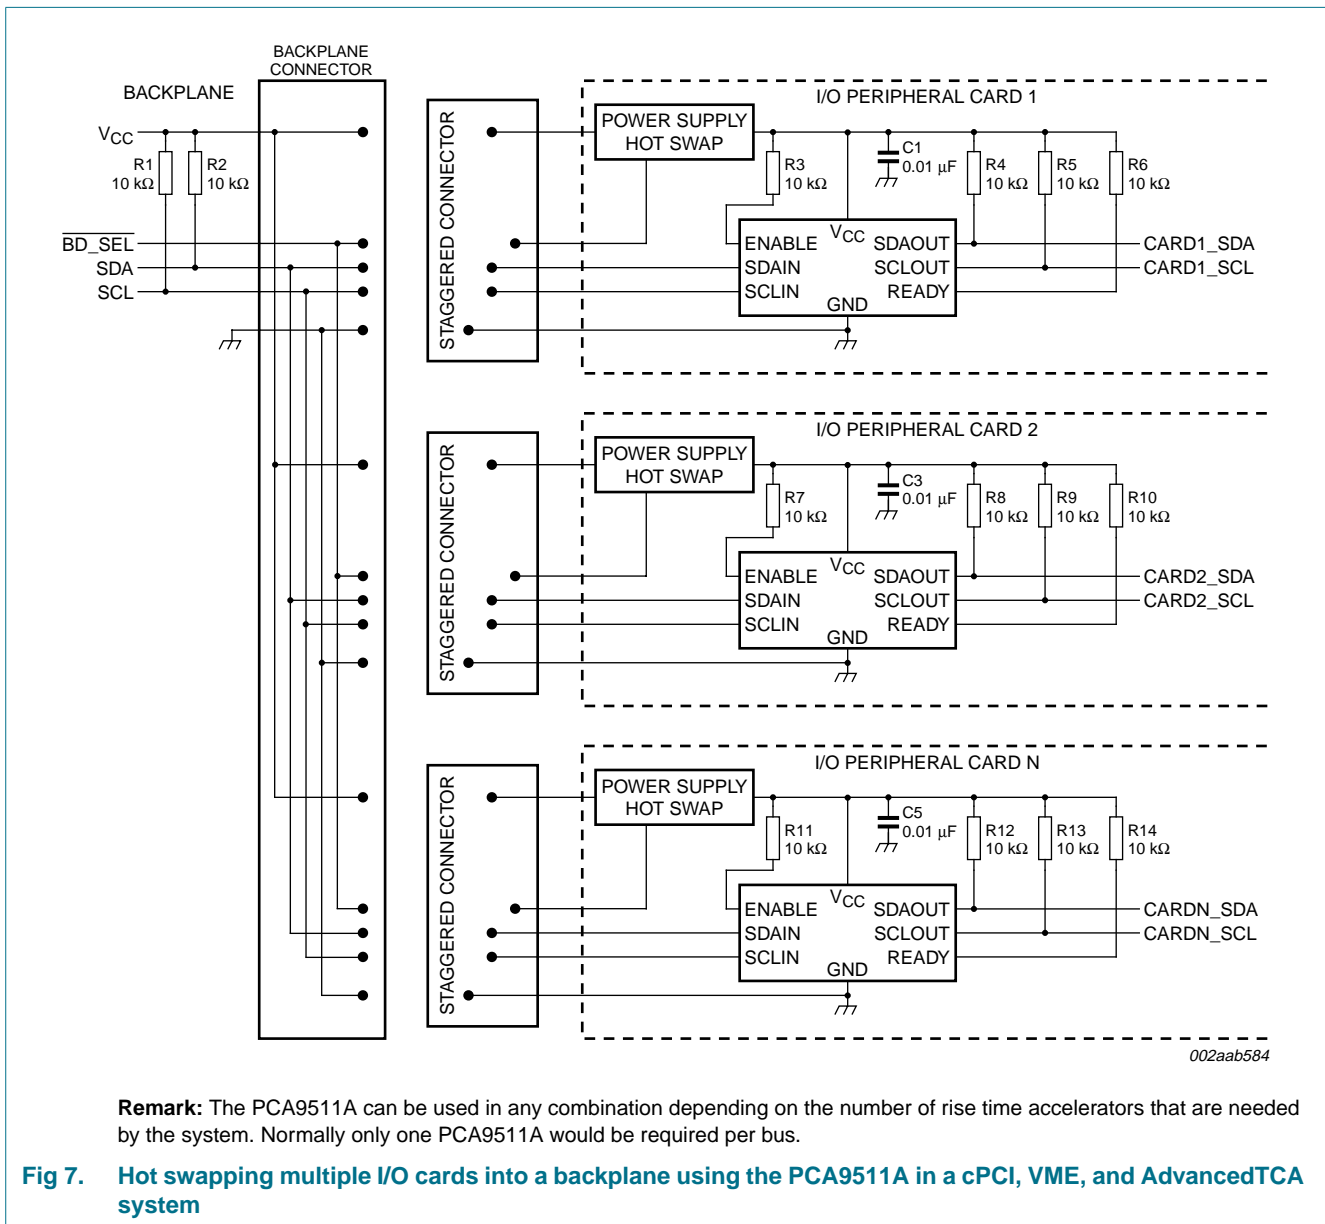 BACKPLANE
CONNECTOR
BACKPLANE
VCC
R1
10 kΩ
R2
10 kΩ
BD_SEL
SDA
SCL
STAGGERED CONNECTOR
I/O PERIPHERAL CARD 1
POWER SUPPLY
HOT SWAP
R3
10 kΩ
C1
0.01 μF
R4
10 kΩ
R5
10 kΩ
R6
10 kΩ
VCC
ENABLE
SDAOUT
CARD1_SDA
SDAIN
SCLOUT
CARD1_SCL
SCLIN
READY
GND
STAGGERED CONNECTOR
I/O PERIPHERAL CARD 2
POWER SUPPLY
HOT SWAP
R7
10 kΩ
C3
0.01 μF
R8
10 kΩ
R9
10 kΩ
R10
10 kΩ
VCC
ENABLE
SDAOUT
CARD2_SDA
SDAIN
SCLOUT
CARD2_SCL
SCLIN
READY
GND
STAGGERED CONNECTOR
I/O PERIPHERAL CARD N
POWER SUPPLY
HOT SWAP
R11
10 kΩ
C5
0.01 μF
R12
10 kΩ
R13
10 kΩ
R14
10 kΩ
VCC
ENABLE
SDAOUT
CARDN_SDA
SDAIN
SCLOUT
CARDN_SCL
SCLIN
READY
GND
002aab584
Remark: The PCA9511A can be used in any combination depending on the number of rise time accelerators that are needed
by the system. Normally only one PCA9511A would be required per bus.
Fig 7. Hot swapping multiple I/O cards into a backplane using the PCA9511A in a cPCI, VME, and AdvancedTCA
system